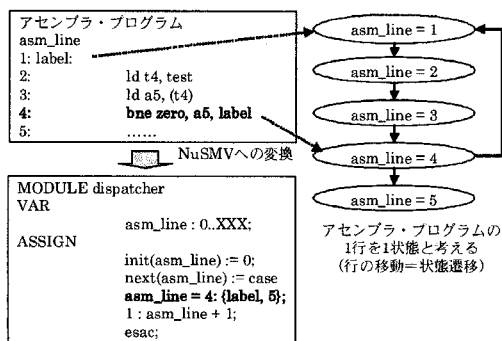 アセンブラ・プログラム
asm_line
1: label:
2: ld t4, test
3: ld a5, (t4)
4: bne zero, a5, label
5: ……
NuSMVへの変換
MODULE dispatcher
VAR
asm_line : 0..XXX;
ASSIGN
init(asm_line) := 0;
next(asm_line) := case
asm_line = 4: {label, 5};
1 : asm_line + 1;
esac;
asm_line = 1
asm_line = 2
asm_line = 3
asm_line = 4
asm_line = 5
アセンブラ・プログラムの
1行を1状態と考える
(行の移動=状態遷移)